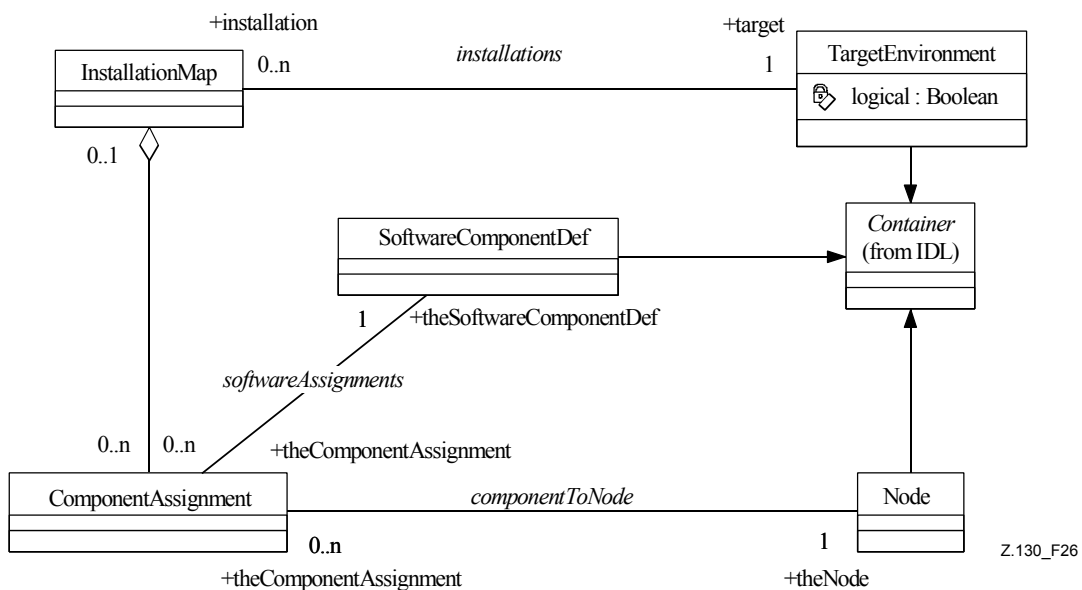 +installation
+target
InstallationMap
0..n
installations
1
TargetEnvironment
logical : Boolean
0..1
SoftwareComponentDef
Container
(from IDL)
1
+theSoftwareComponentDef
softwareAssignments
0..n
0..n
+theComponentAssignment
ComponentAssignment
componentToNode
Node
0..n
1
Z.130_F26
+theComponentAssignment
+theNode